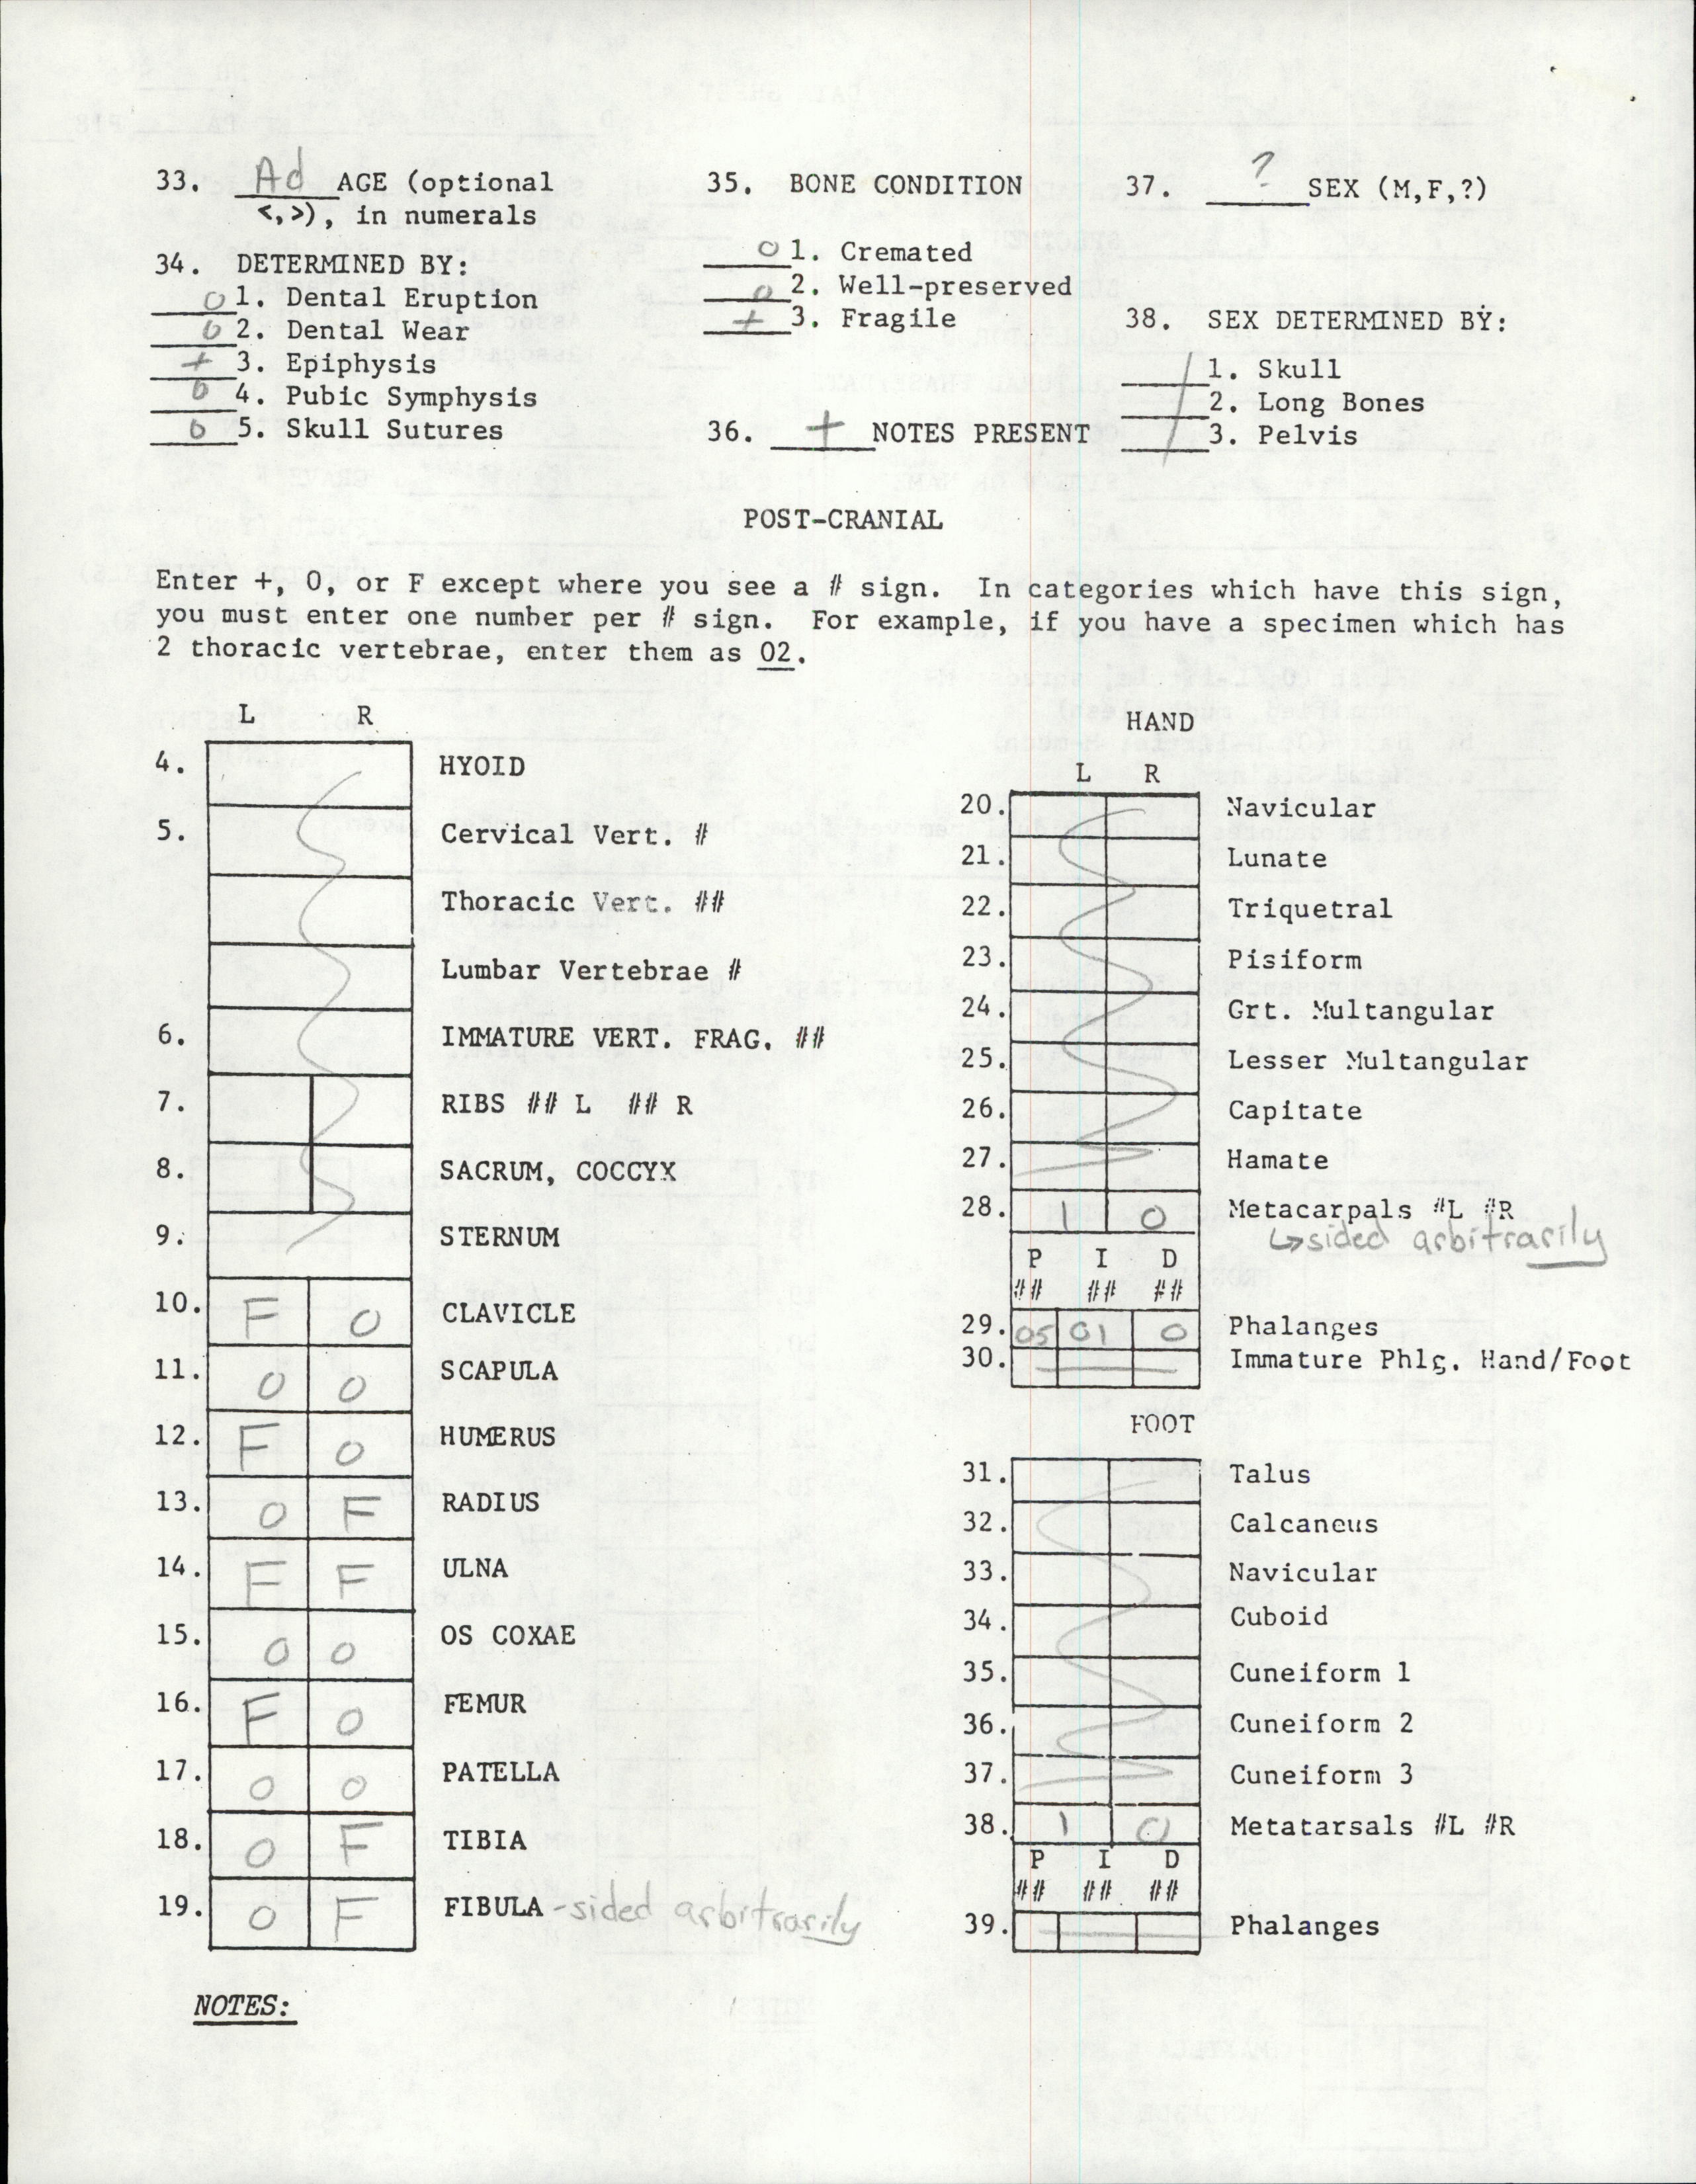 33. Ad AGE (optional
<,>), in numerals
34. DETERMINED BY:
0 1. Dental Eruption
0 2. Dental Wear
+ 3. Epiphysis
0 4. Pubic Symphysis
0 5. Skull Sutures
35. BONE CONDITION
0 1. Cremated
0 2. Well-preserved
+ 3. Fragile
36. + NOTES PRESENT
37. ? SEX (M,F,?)
38. SEX DETERMINED BY:
1. Skull
2. Long Bones
3. Pelvis
POST-CRANIAL
Enter +, 0, or F except where you see a # sign. In categories which have this sign,
you must enter one number per # sign. For example, if you have a specimen which has
2 thoracic vertebrae, enter them as 02.
L R
4. HYOID
5. Cervical Vert. #
Thoracic Vert. ##
Lumbar Vertebrae #
6. IMMATURE VERT. FRAG. ##
7. RIBS ## L ## R
8. SACRUM, COCCYX
9. STERNUM
10. F 0 CLAVICLE
11. 0 0 SCAPULA
12. F 0 HUMERUS
13. 0 F RADIUS
14. F F ULNA
15. 0 0 OS COXAE
16. F 0 FEMUR
17. 0 0 PATELLA
18. 0 F TIBIA
19. 0 F FIBULA -sided arbitrarily
NOTES:
HAND
L R
20. Navicular
21. Lunate
22. Triquetral
23. Pisiform
24. Grt. Multangular
25. Lesser Multangular
26. Capitate
27. Hamate
28. 1 0 Metacarpals #L #R
↳sided arbitrarily
P I D
## ## ##
29. 05 01 0 Phalanges
30. Immature Phlg. Hand/Foot
FOOT
31. Talus
32. Calcaneus
33. Navicular
34. Cuboid
35. Cuneiform 1
36. Cuneiform 2
37. Cuneiform 3
38. 1 0 Metatarsals #L #R
P I D
## ## ##
39. Phalanges